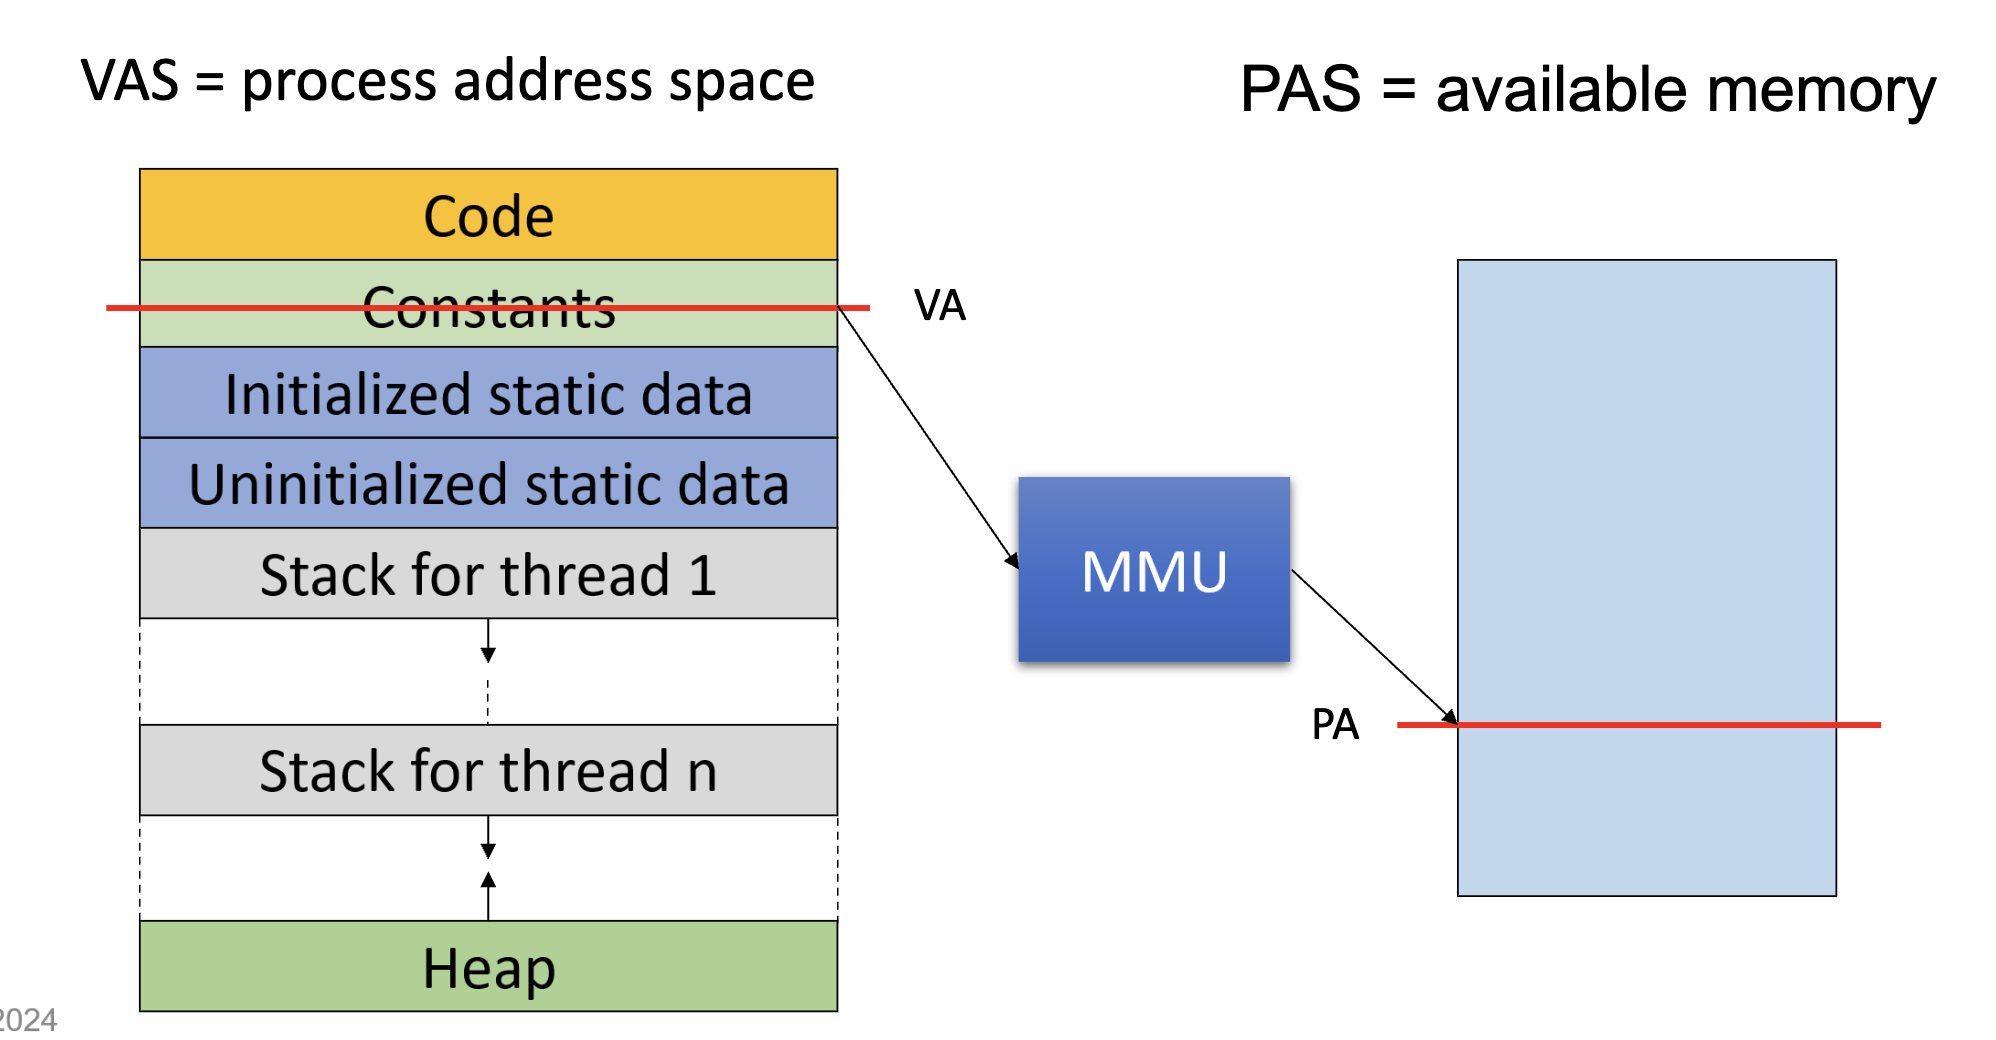 VAS = process address space
PAS = available memory
Code
Constants
VA
Initialized static data
Uninitialized static data
Stack for thread 1
MMU
PA
Stack for thread n
Heap
2024